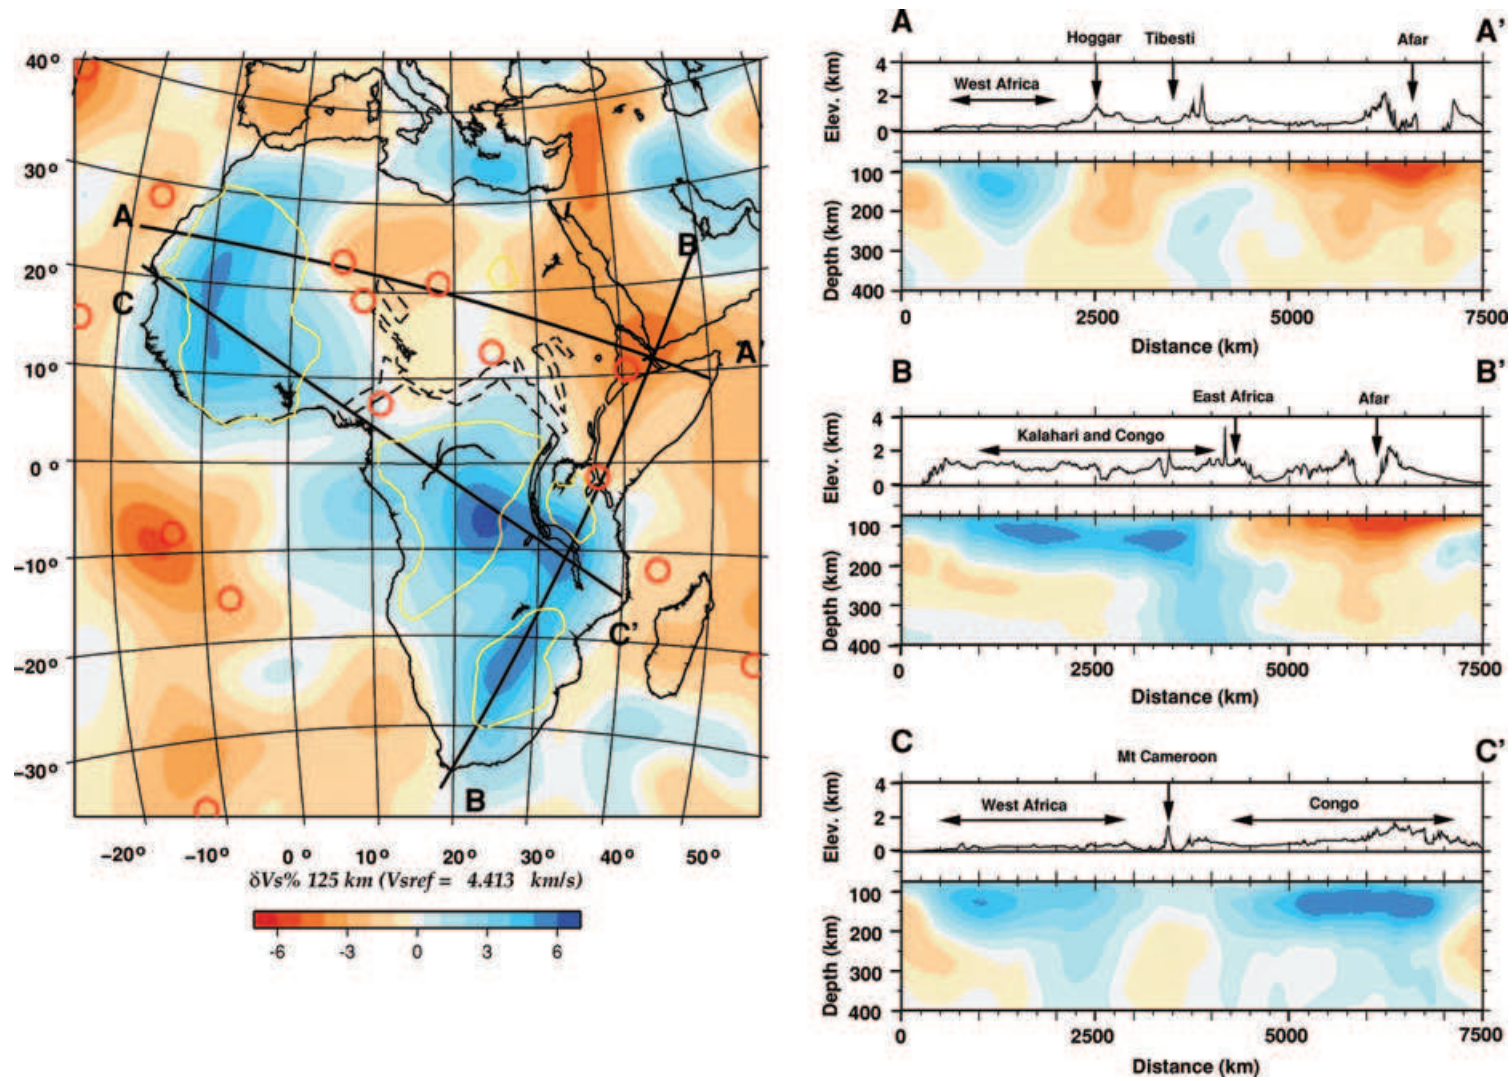 40°
30°
20°
10°
0°
-10°
-20°
-30°
A
C
B
A'
C'
B
-20° -10° 0° 10° 20° 30° 40° 50°
δVs% 125 km (Vsref = 4.413 km/s)
-6 -3 0 3 6
A A'
Hoggar Tibesti Afar
West Africa
4
2
0
Elev. (km)
100
200
300
400
Depth (km)
0 2500 5000 7500
Distance (km)
B B'
East Africa Afar
Kalahari and Congo
4
2
0
Elev. (km)
100
200
300
400
Depth (km)
0 2500 5000 7500
Distance (km)
C C'
Mt Cameroon
West Africa Congo
4
2
0
Elev. (km)
100
200
300
400
Depth (km)
0 2500 5000 7500
Distance (km)